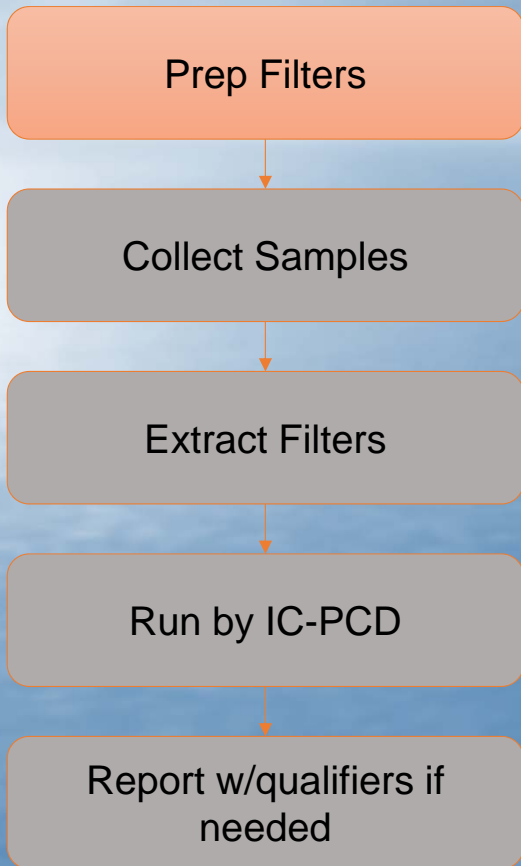 Prep Filters
Collect Samples
Extract Filters
Run by IC-PCD
Report w/qualifiers if
needed